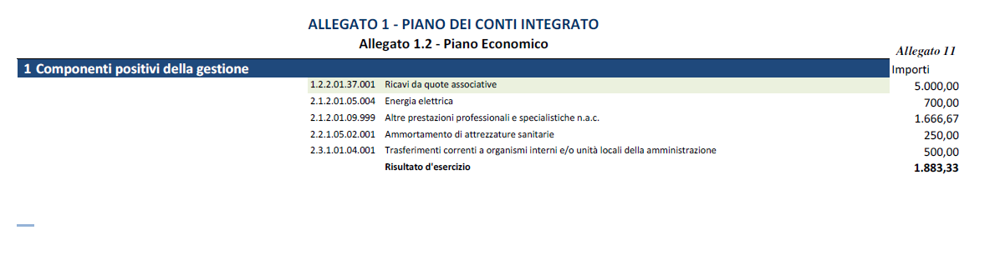 ALLEGATO 1 - PIANO DEI CONTI INTEGRATO
Allegato 1.2 - Piano Economico
Allegato 11
1 Componenti positivi della gestione Importi
1.2.2.01.37.001 Ricavi da quote associative 5.000,00
2.1.2.01.05.004 Energia elettrica 700,00
2.1.2.01.09.999 Altre prestazioni professionali e specialistiche n.a.c. 1.666,67
2.2.1.05.02.001 Ammortamento di attrezzature sanitarie 250,00
2.3.1.01.04.001 Trasferimenti correnti a organismi interni e/o unità locali della amministrazione 500,00
Risultato d'esercizio 1.883,33